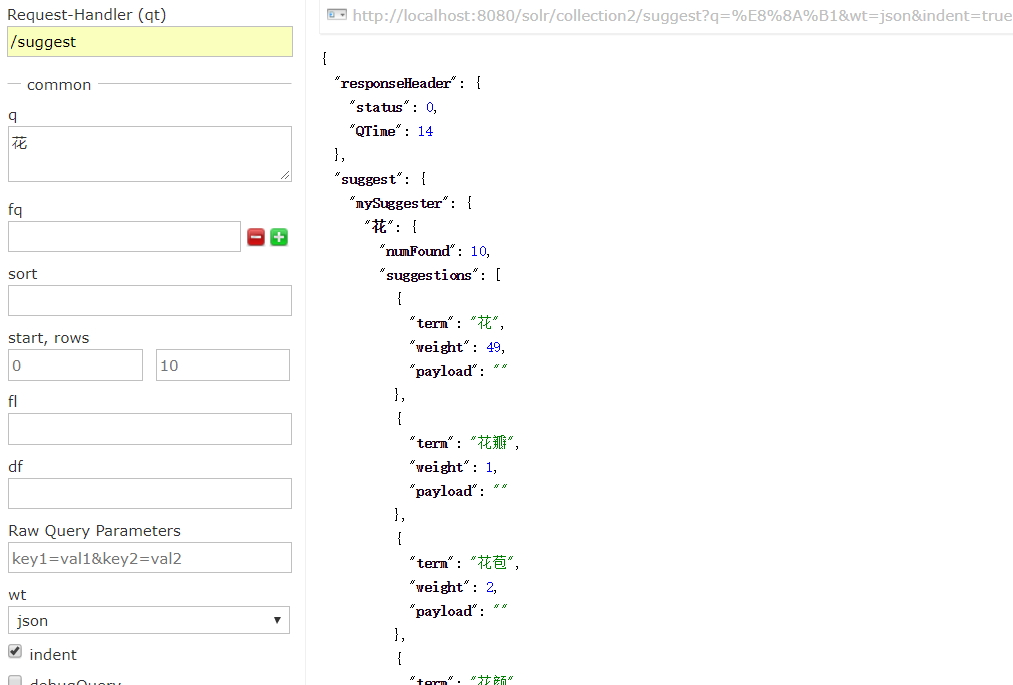 Request-Handler (qt)
/suggest
common
q
花
fq
sort
start, rows
0
10
fl
df
Raw Query Parameters
key1=val1&key2=val2
wt
json
indent
debugQuery
http://localhost:8080/solr/collection2/suggest?q=%E8%8A%B1&wt=json&indent=true
{
"responseHeader": {
"status": 0,
"QTime": 14
},
"suggest": {
"mySuggester": {
"花": {
"numFound": 10,
"suggestions": [
{
"term": "花",
"weight": 49,
"payload": ""
},
{
"term": "花瓣",
"weight": 1,
"payload": ""
},
{
"term": "花苞",
"weight": 2,
"payload": ""
},
{
"term": "花颜"